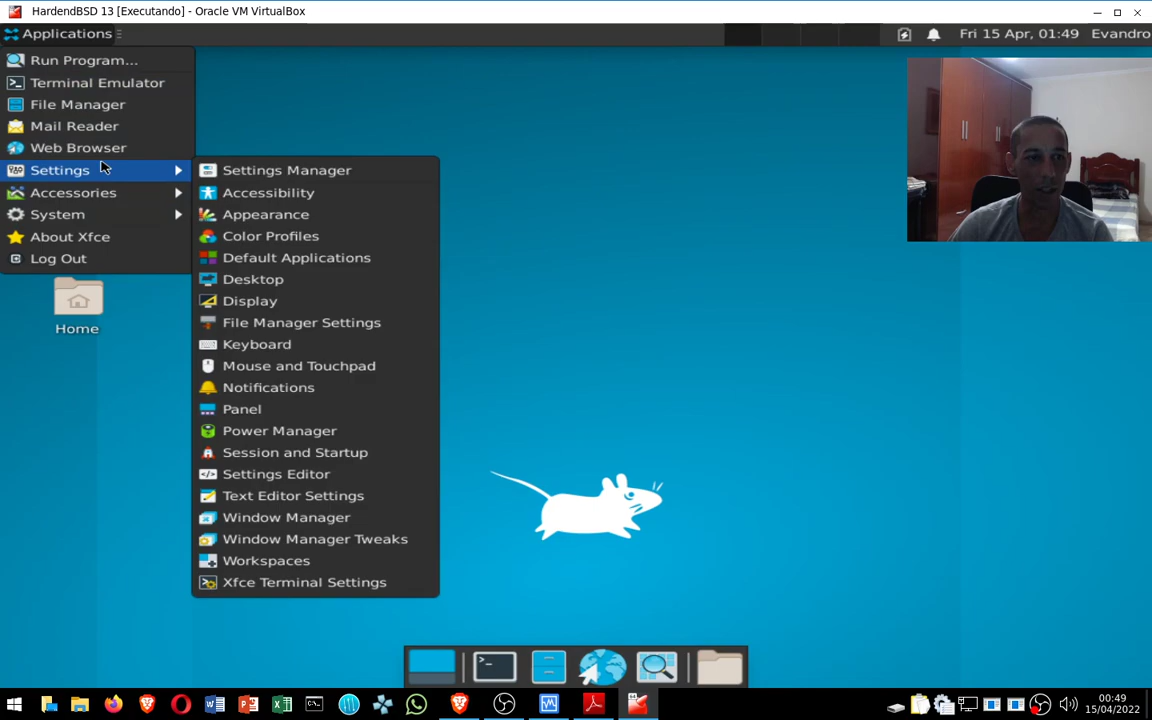 HardendBSD 13 [Executando] - Oracle VM VirtualBox
Applications
Fri 15 Apr, 01:49
Evandro
Run Program...
Terminal Emulator
File Manager
Mail Reader
Web Browser
Settings
Accessories
System
About Xfce
Log Out
Settings Manager
Accessibility
Appearance
Color Profiles
Default Applications
Desktop
Display
File Manager Settings
Keyboard
Mouse and Touchpad
Notifications
Panel
Power Manager
Session and Startup
Settings Editor
Text Editor Settings
Window Manager
Window Manager Tweaks
Workspaces
Xfce Terminal Settings
Home
00:49
15/04/2022